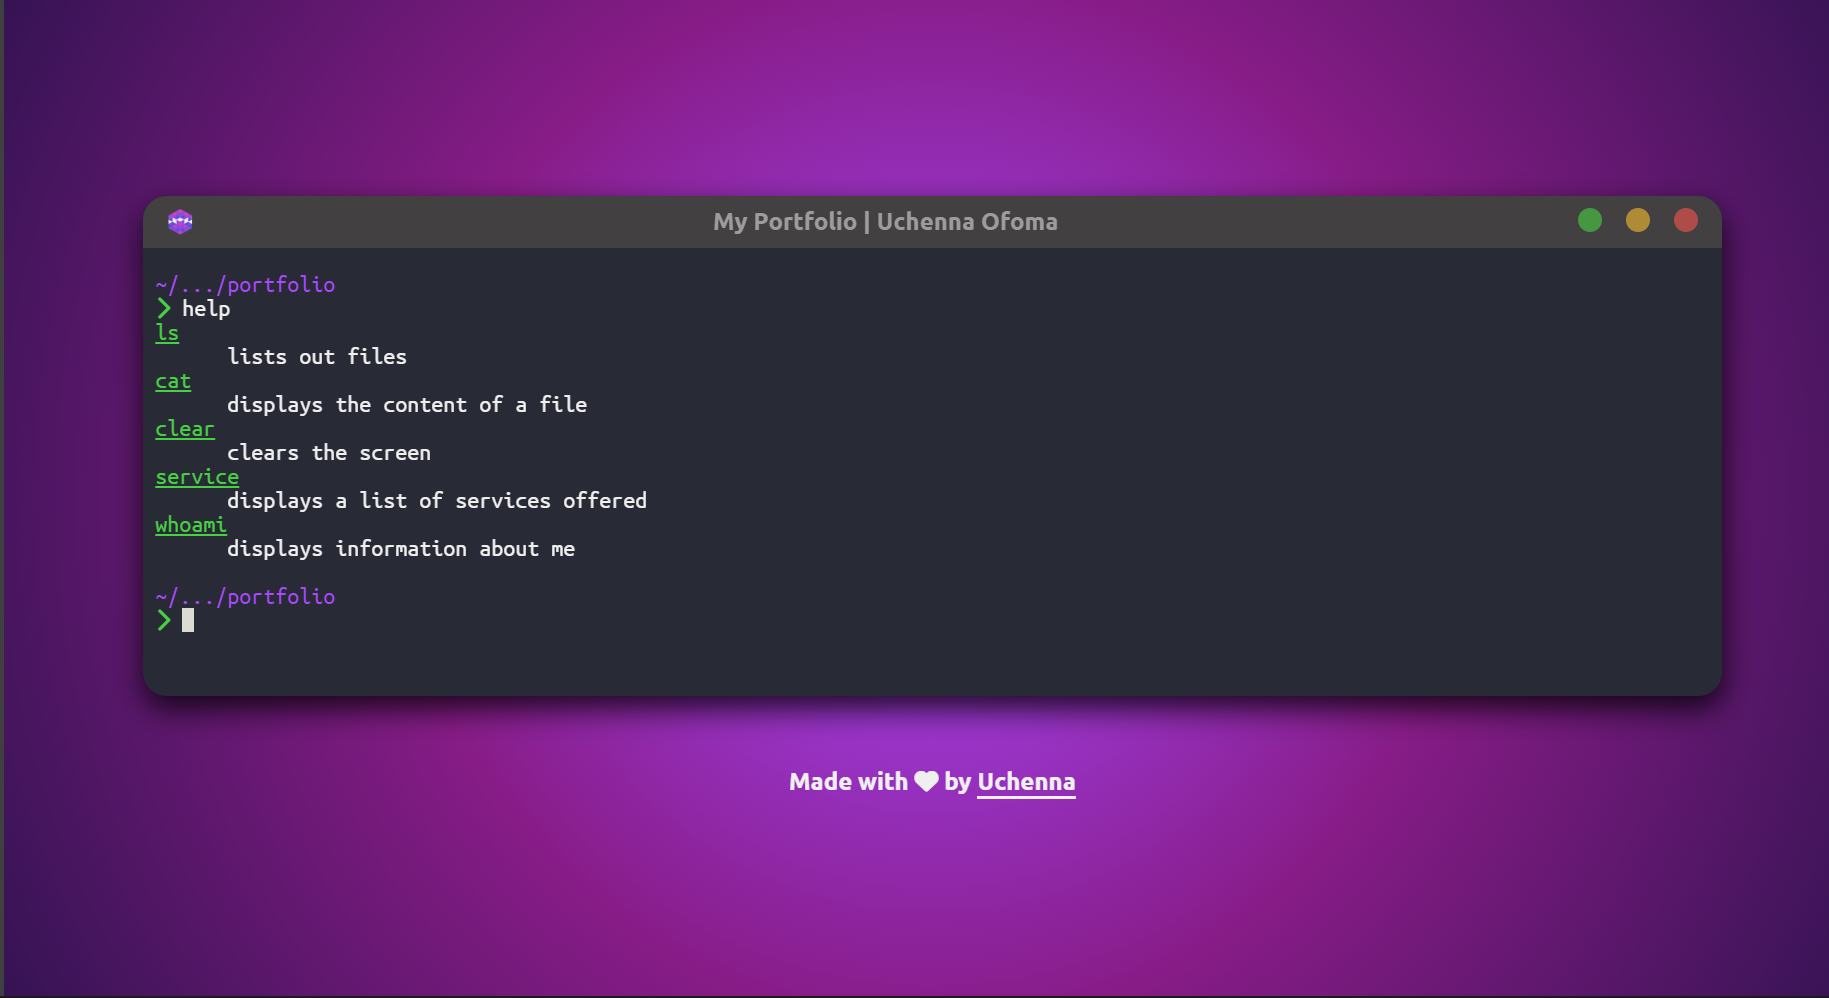 My Portfolio | Uchenna Ofoma
~/.../portfolio
❯ help
ls
lists out files
cat
displays the content of a file
clear
clears the screen
service
displays a list of services offered
whoami
displays information about me
~/.../portfolio
❯
Made with ♥ by Uchenna